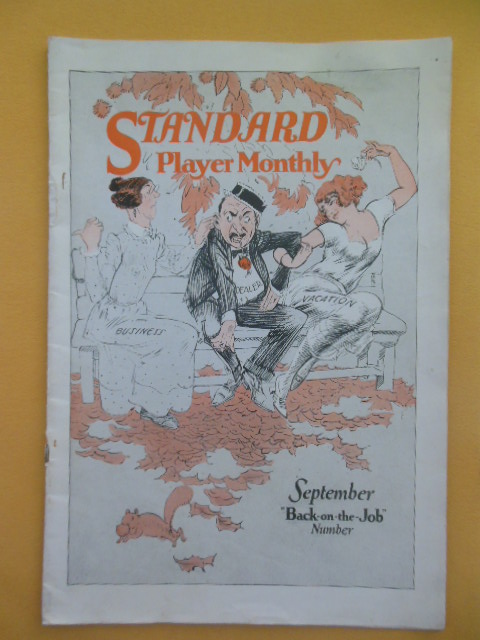 STANDARD
Player Monthly
DEALER
VACATION
BUSINESS
September
"Back-on-the-Job"
Number